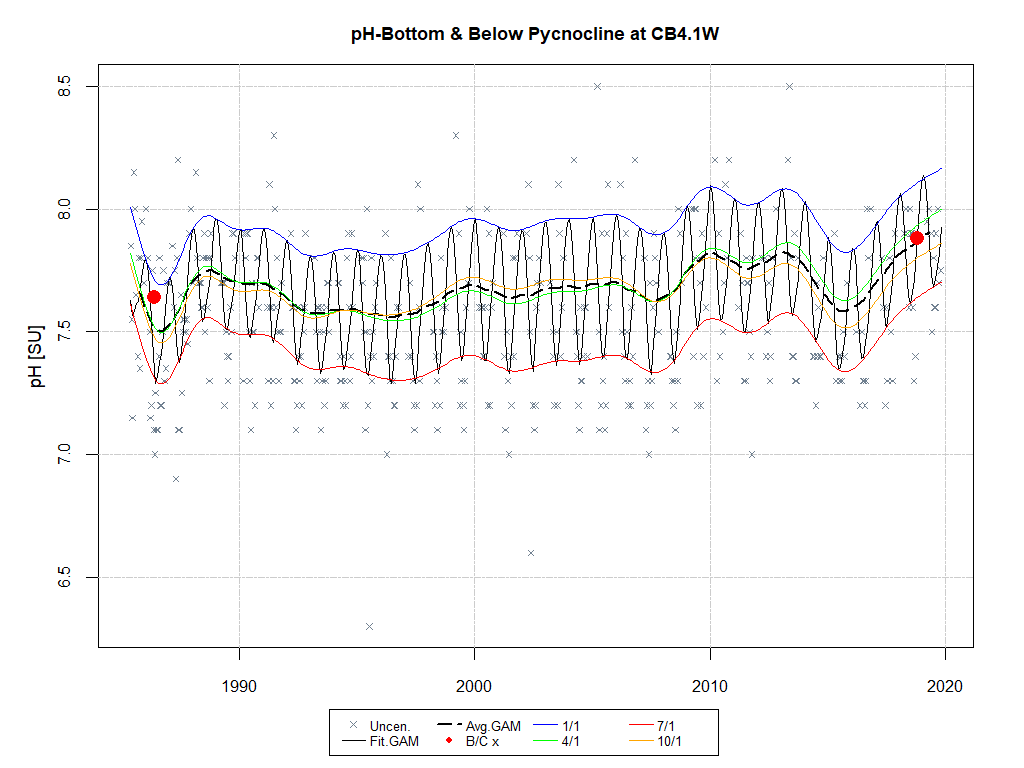 pH-Bottom & Below Pycnocline at CB4.1W
pH [SU]
8.5
8.0
7.5
7.0
6.5
1990 2000 2010 2020
Uncen. Avg.GAM 1/1 7/1
Fit.GAM B/C x 4/1 10/1